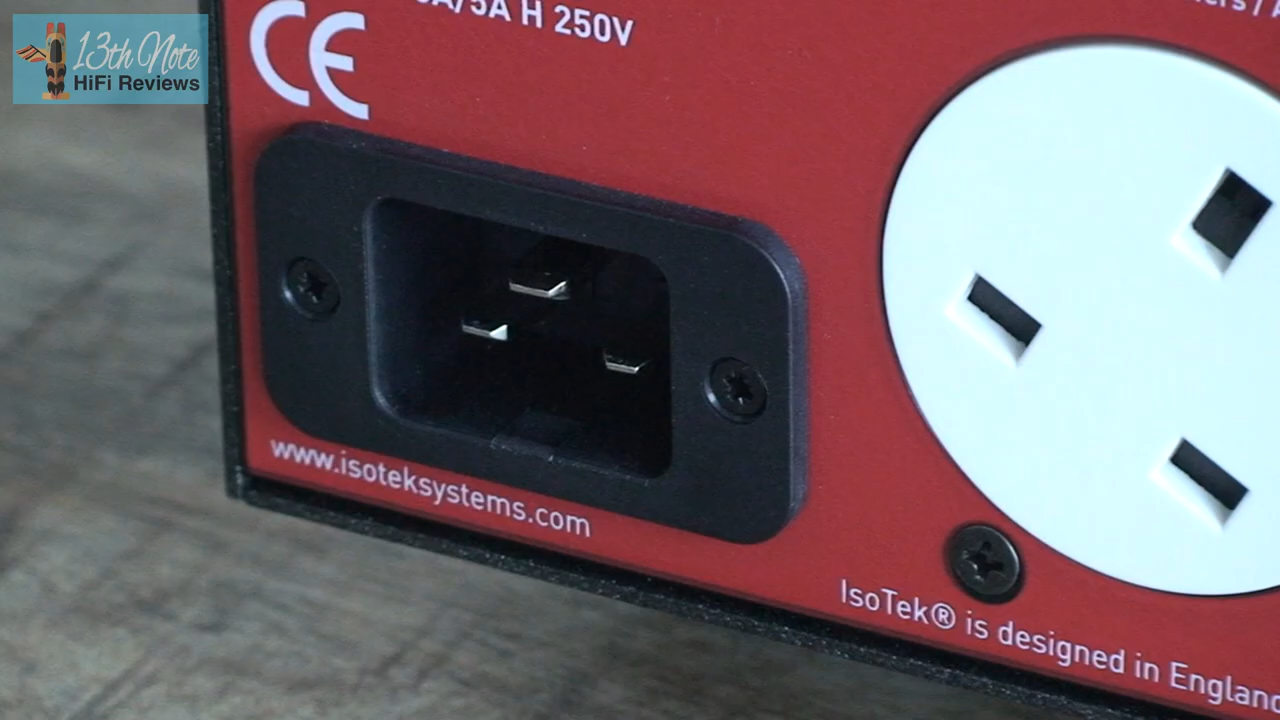 13th Note
HiFi Reviews
CE
5A H 250V
www.isoteksystems.com
IsoTek® is designed in England